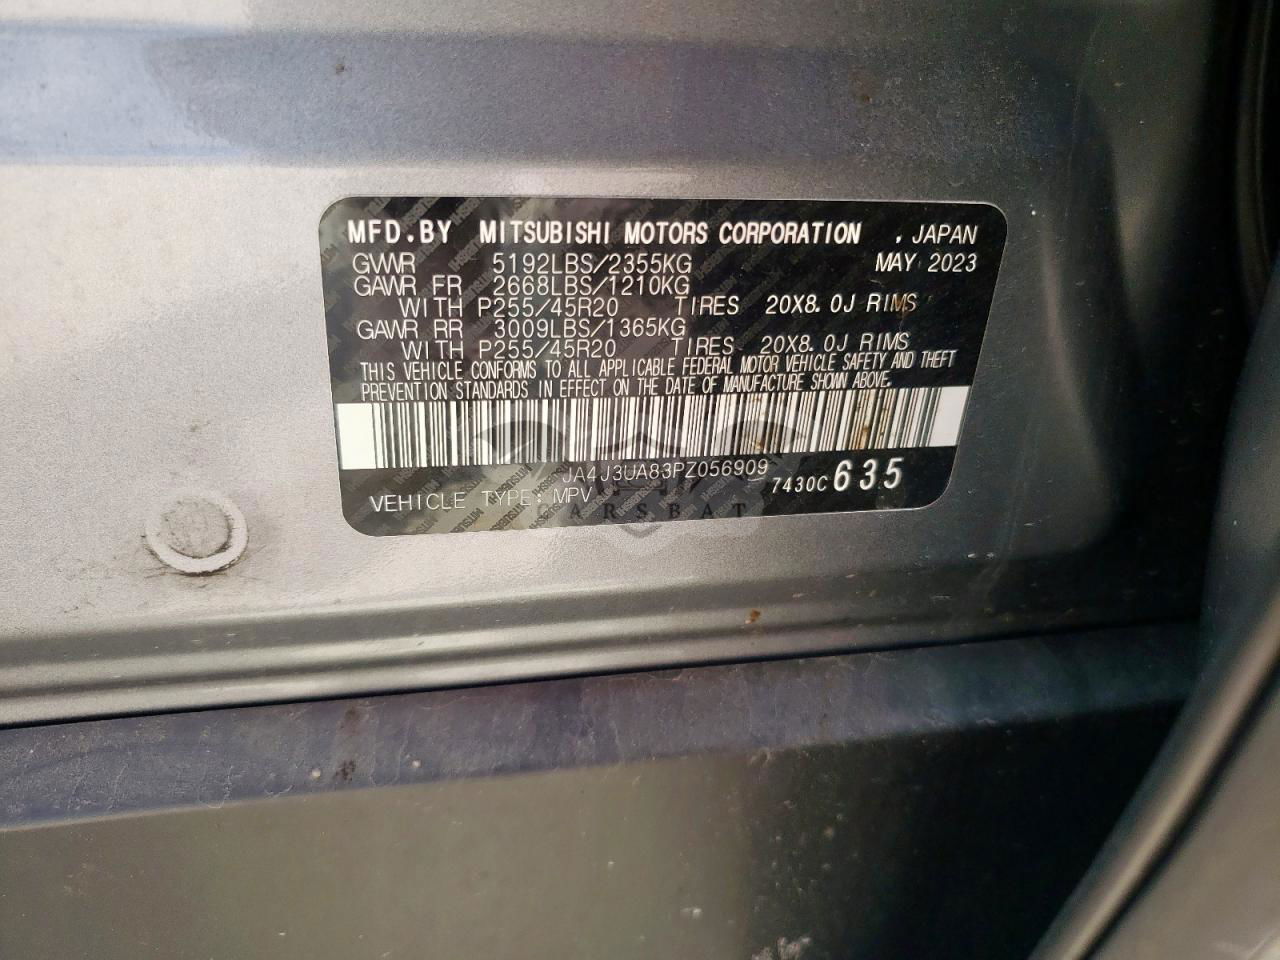 MFD.BY MITSUBISHI MOTORS CORPORATION , JAPAN
GVWR 5192LBS/2355KG MAY 2023
GAWR FR 2668LBS/1210KG
WITH P255/45R20 TIRES 20X8.0J RIMS
GAWR RR 3009LBS/1365KG
WITH P255/45R20 TIRES 20X8.0J RIMS
THIS VEHICLE CONFORMS TO ALL APPLICABLE FEDERAL MOTOR VEHICLE SAFETY AND THEFT
PREVENTION STANDARDS IN EFFECT ON THE DATE OF MANUFACTURE SHOWN ABOVE.
JA4J3UA83PZ056909
7430C 635
VEHICLE TYPE: MPV
CARSBAT